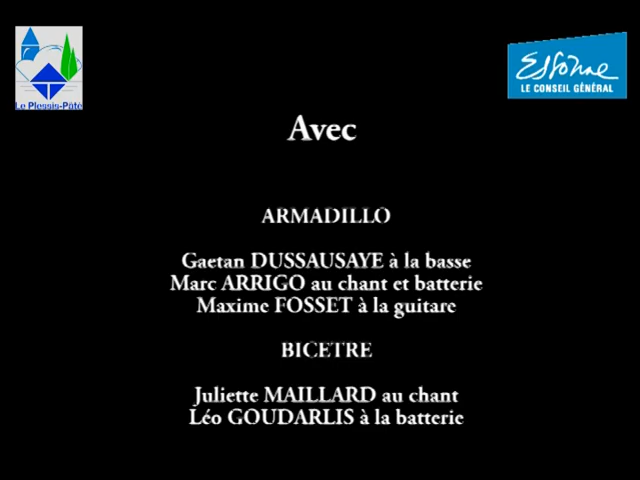 Le Plessis-Pâté
Essonne
LE CONSEIL GÉNÉRAL
Avec
ARMADILLO
Gaetan DUSSAUSAYE à la basse
Marc ARRIGO au chant et batterie
Maxime FOSSET à la guitare
BICETRE
Juliette MAILLARD au chant
Léo GOUDARLIS à la batterie